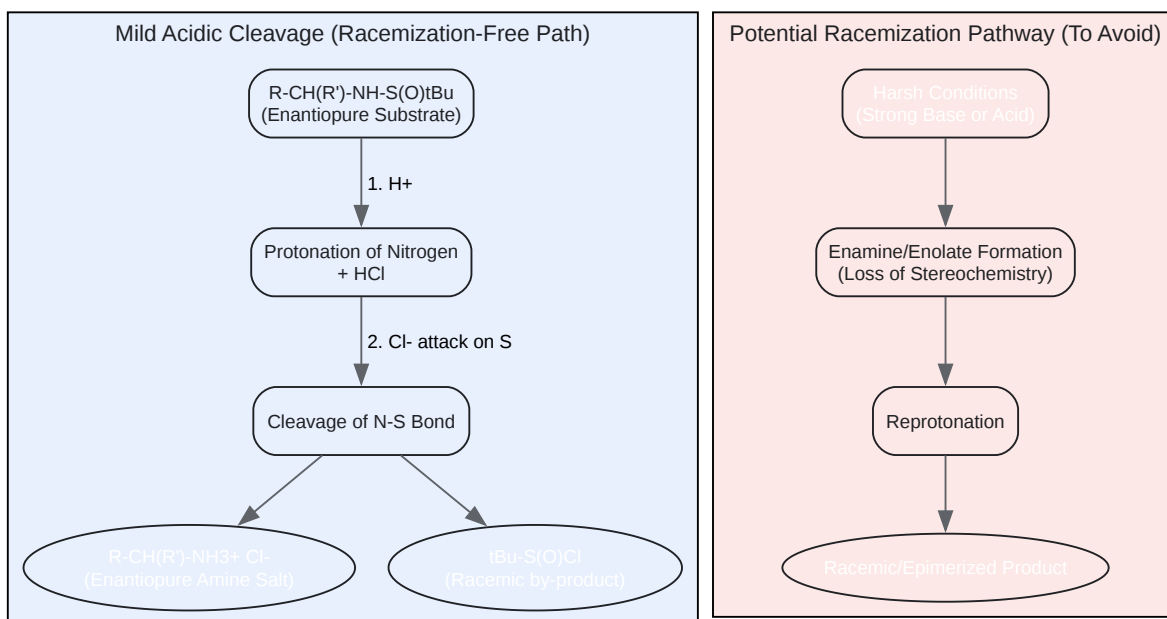 Mild Acidic Cleavage (Racemization-Free Path)
R-CH(R')-NH-S(O)tBu
(Enantiopure Substrate)
1. H+
Protonation of Nitrogen
+ HCl
2. Cl- attack on S
Cleavage of N-S Bond
R-CH(R')-NH3+ Cl-
(Enantiopure Amine Salt)
tBu-S(O)Cl
(Racemic by-product)
Potential Racemization Pathway (To Avoid)
Harsh Conditions
(Strong Base or Acid)
Enamine/Enolate Formation
(Loss of Stereochemistry)
Reprotonation
Racemic/Epimerized Product